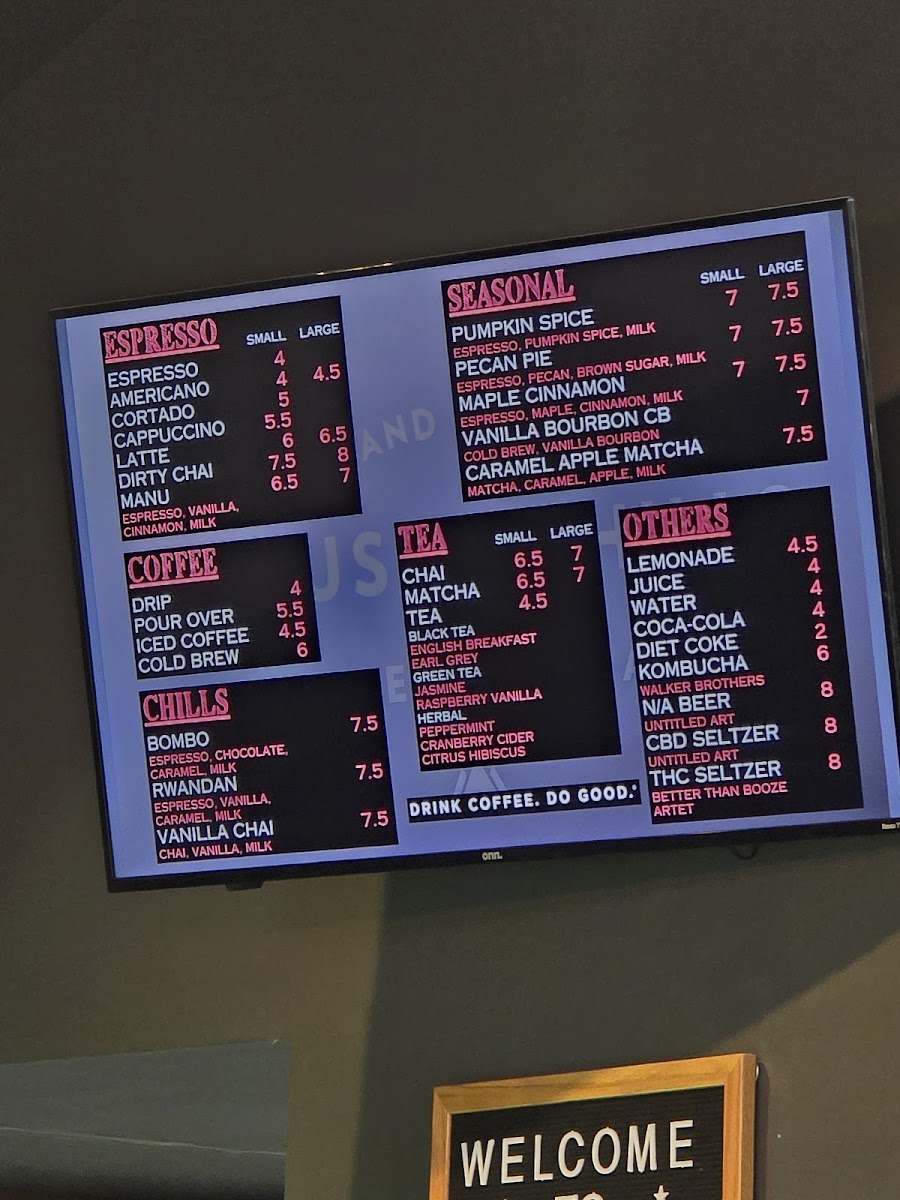 ESPRESSO SMALL LARGE
ESPRESSO 4
AMERICANO 4 4.5
CORTADO 5
CAPPUCCINO 5.5
LATTE 6 6.5
DIRTY CHAI 7.5 8
MANU 6.5 7
ESPRESSO, VANILLA,
CINNAMON, MILK
COFFEE
DRIP 4
POUR OVER 5.5
ICED COFFEE 4.5
COLD BREW 6
CHILLS
BOMBO 7.5
ESPRESSO, CHOCOLATE,
CARAMEL, MILK
RWANDAN 7.5
ESPRESSO, VANILLA,
CARAMEL, MILK
VANILLA CHAI 7.5
CHAI, VANILLA, MILK
AND
SEASONAL SMALL LARGE
PUMPKIN SPICE 7 7.5
ESPRESSO, PUMPKIN SPICE, MILK
PECAN PIE 7 7.5
ESPRESSO, PECAN, BROWN SUGAR, MILK
MAPLE CINNAMON 7 7.5
ESPRESSO, MAPLE, CINNAMON, MILK
VANILLA BOURBON CB 7
COLD BREW, VANILLA BOURBON
CARAMEL APPLE MATCHA 7.5
MATCHA, CARAMEL, APPLE, MILK
TEA SMALL LARGE
CHAI 6.5 7
MATCHA 6.5 7
TEA 4.5
BLACK TEA
ENGLISH BREAKFAST
EARL GREY
GREEN TEA
JASMINE
RASPBERRY VANILLA
HERBAL
PEPPERMINT
CRANBERRY CIDER
CITRUS HIBISCUS
DRINK COFFEE. DO GOOD.®
OTHERS
LEMONADE 4.5
JUICE 4
WATER 4
COCA-COLA 4
DIET COKE 2
KOMBUCHA 6
WALKER BROTHERS
N/A BEER 8
UNTITLED ART
CBD SELTZER 8
UNTITLED ART
THC SELTZER 8
BETTER THAN BOOZE
ARTET
onn.
WELCOME
TO